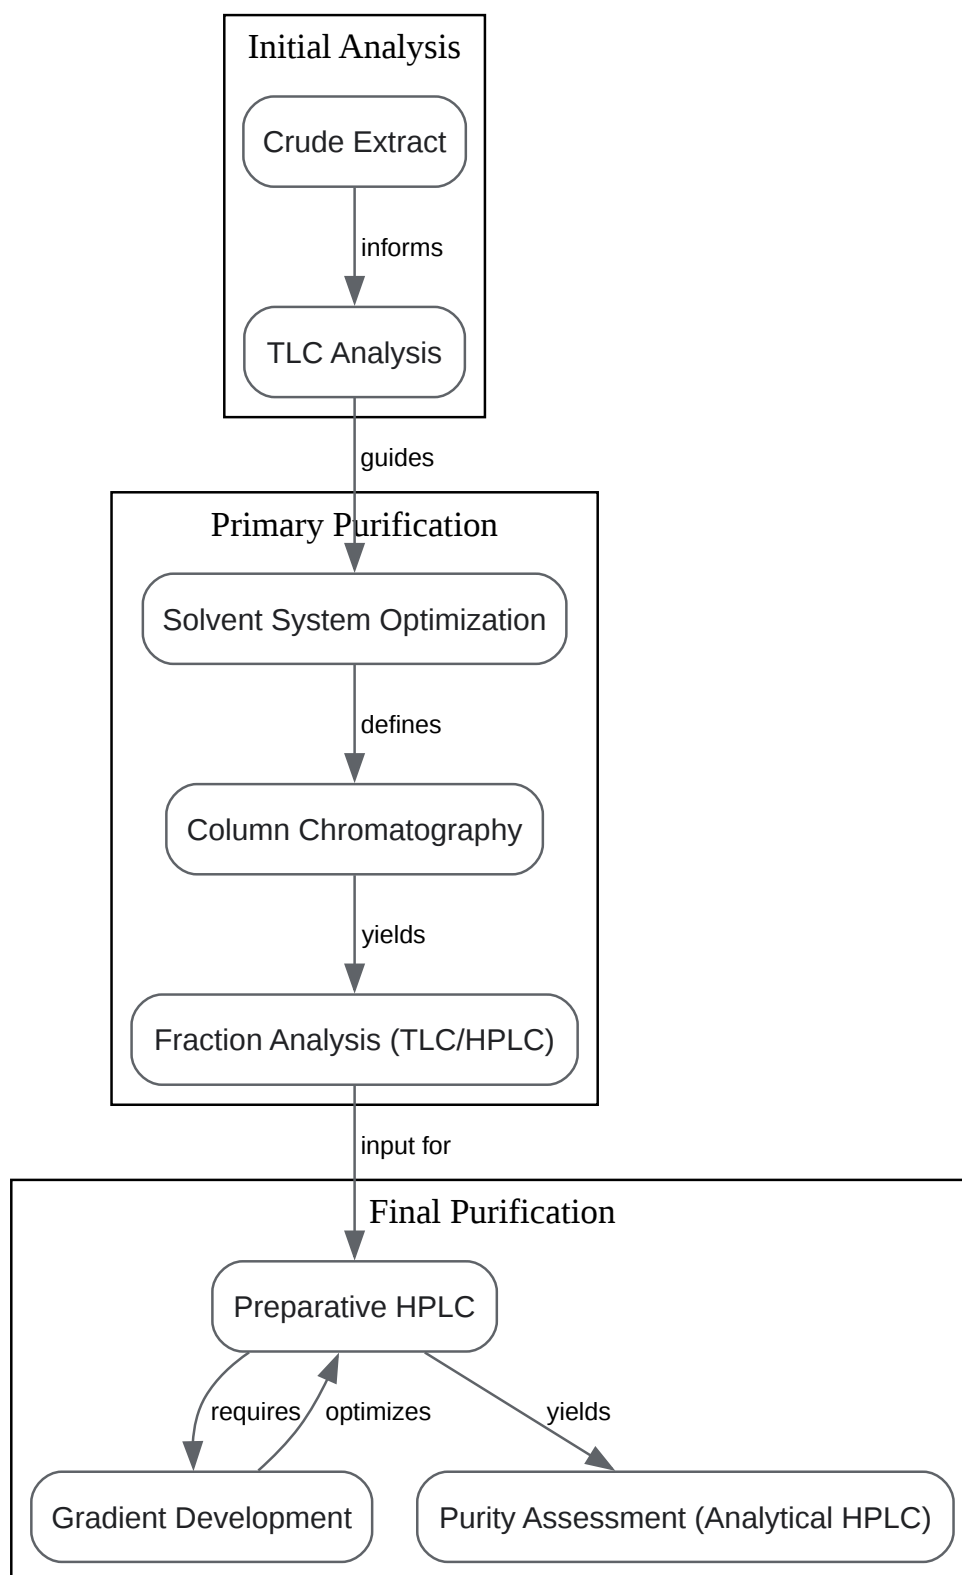 Initial Analysis
Crude Extract
informs
TLC Analysis
guides
Primary Purification
Solvent System Optimization
defines
Column Chromatography
yields
Fraction Analysis (TLC/HPLC)
input for
Final Purification
Preparative HPLC
requires
optimizes
yields
Gradient Development
Purity Assessment (Analytical HPLC)